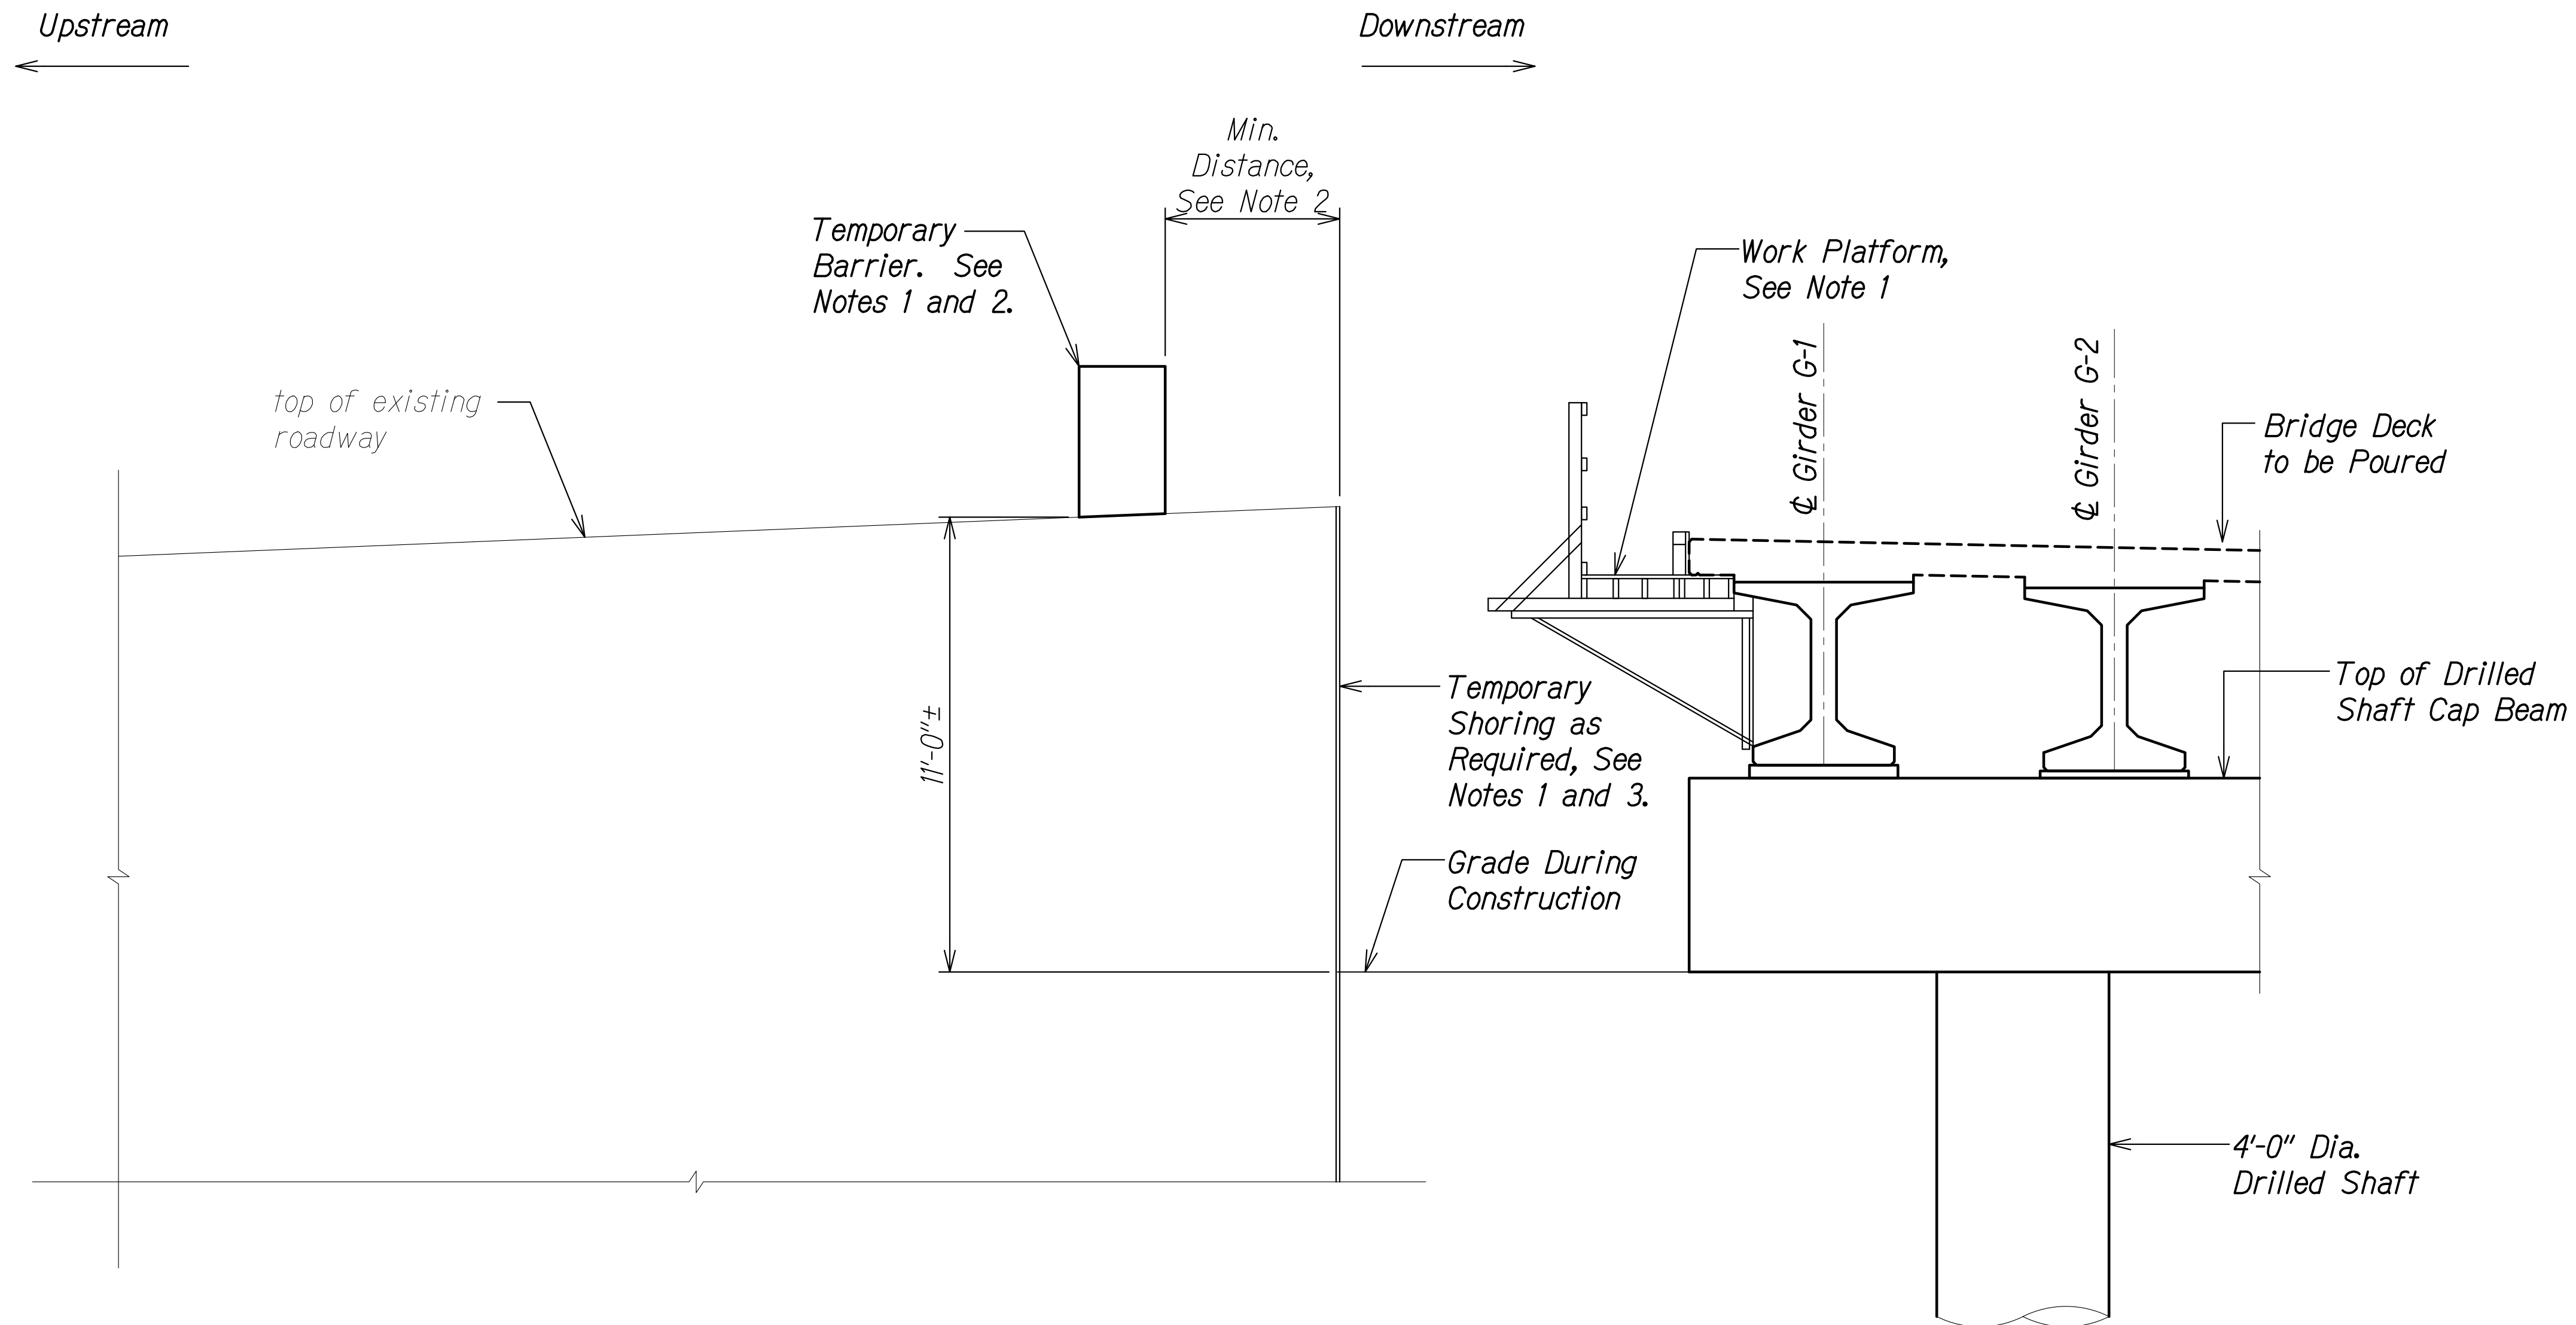 Upstream
Downstream
Min.
Distance,
See Note 2
Temporary
Barrier.  See
Notes 1 and 2.
Work Platform,
See Note 1
℄ Girder G-1
℄ Girder G-2
top of existing
roadway
Bridge Deck
to be Poured
11'-0"±
Temporary
Shoring as
Required, See
Notes 1 and 3.
Top of Drilled
Shaft Cap Beam
Grade During
Construction
4'-0" Dia.
Drilled Shaft